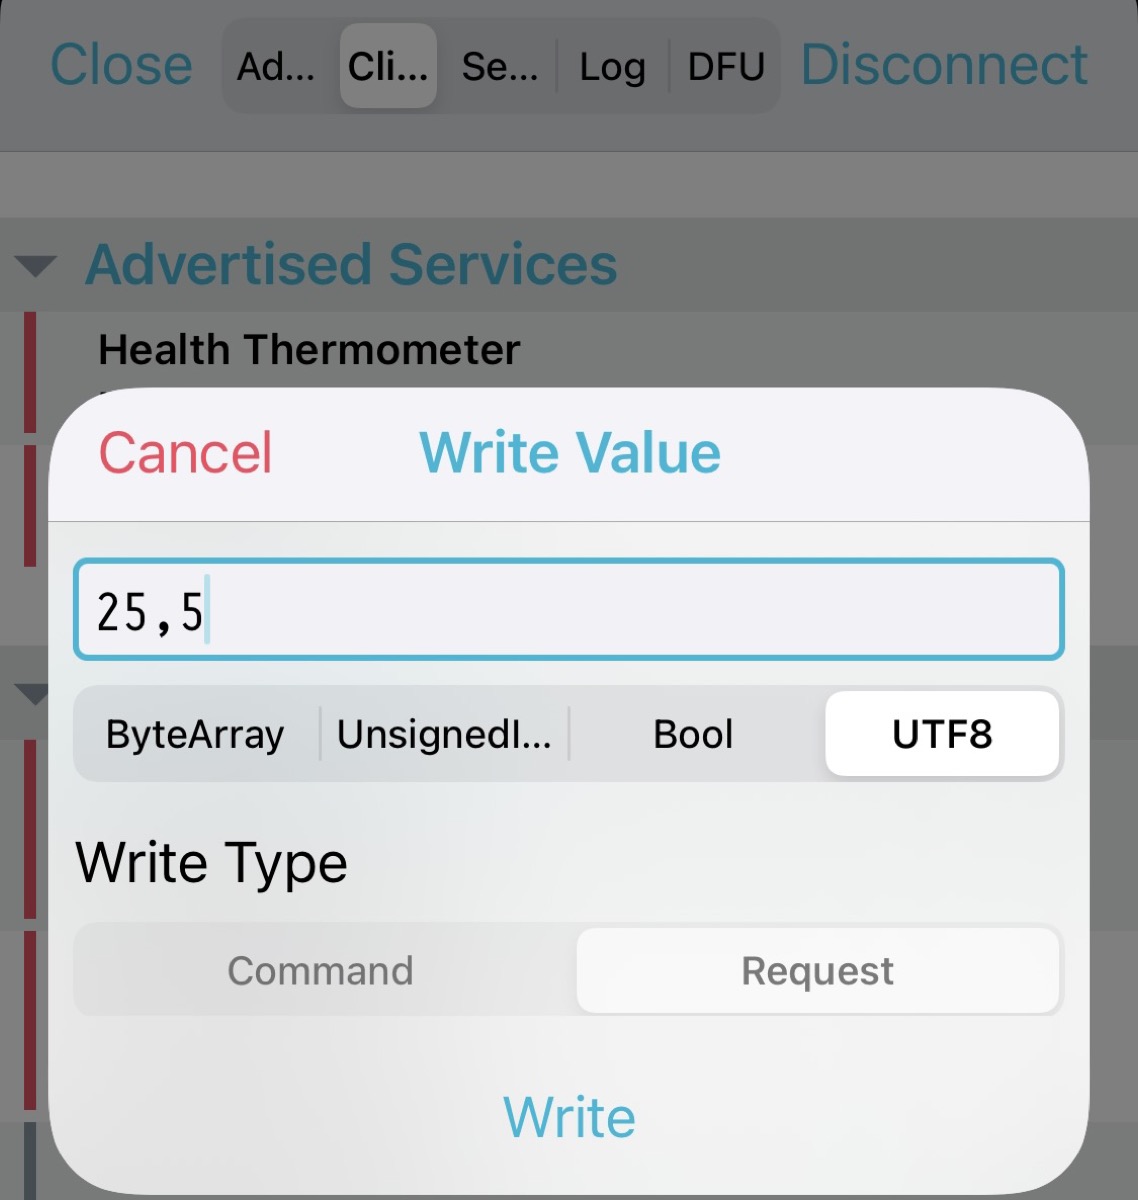 Close Ad... Cli... Se... Log DFU Disconnect
Advertised Services
Health Thermometer
Cancel Write Value
25,5
ByteArray UnsignedI... Bool UTF8
Write Type
Command Request
Write